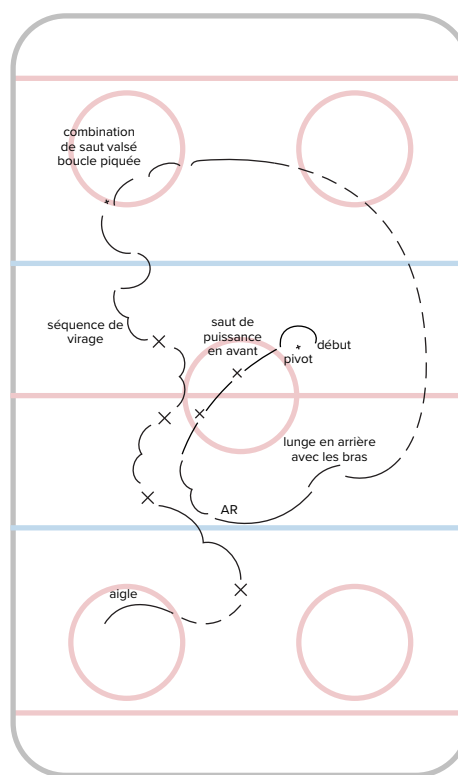 combination
de saut valsé
boucle piquée
séquence de
virage
saut de
puissance
en avant
début
pivot
lunge en arrière
avec les bras
AR
aigle